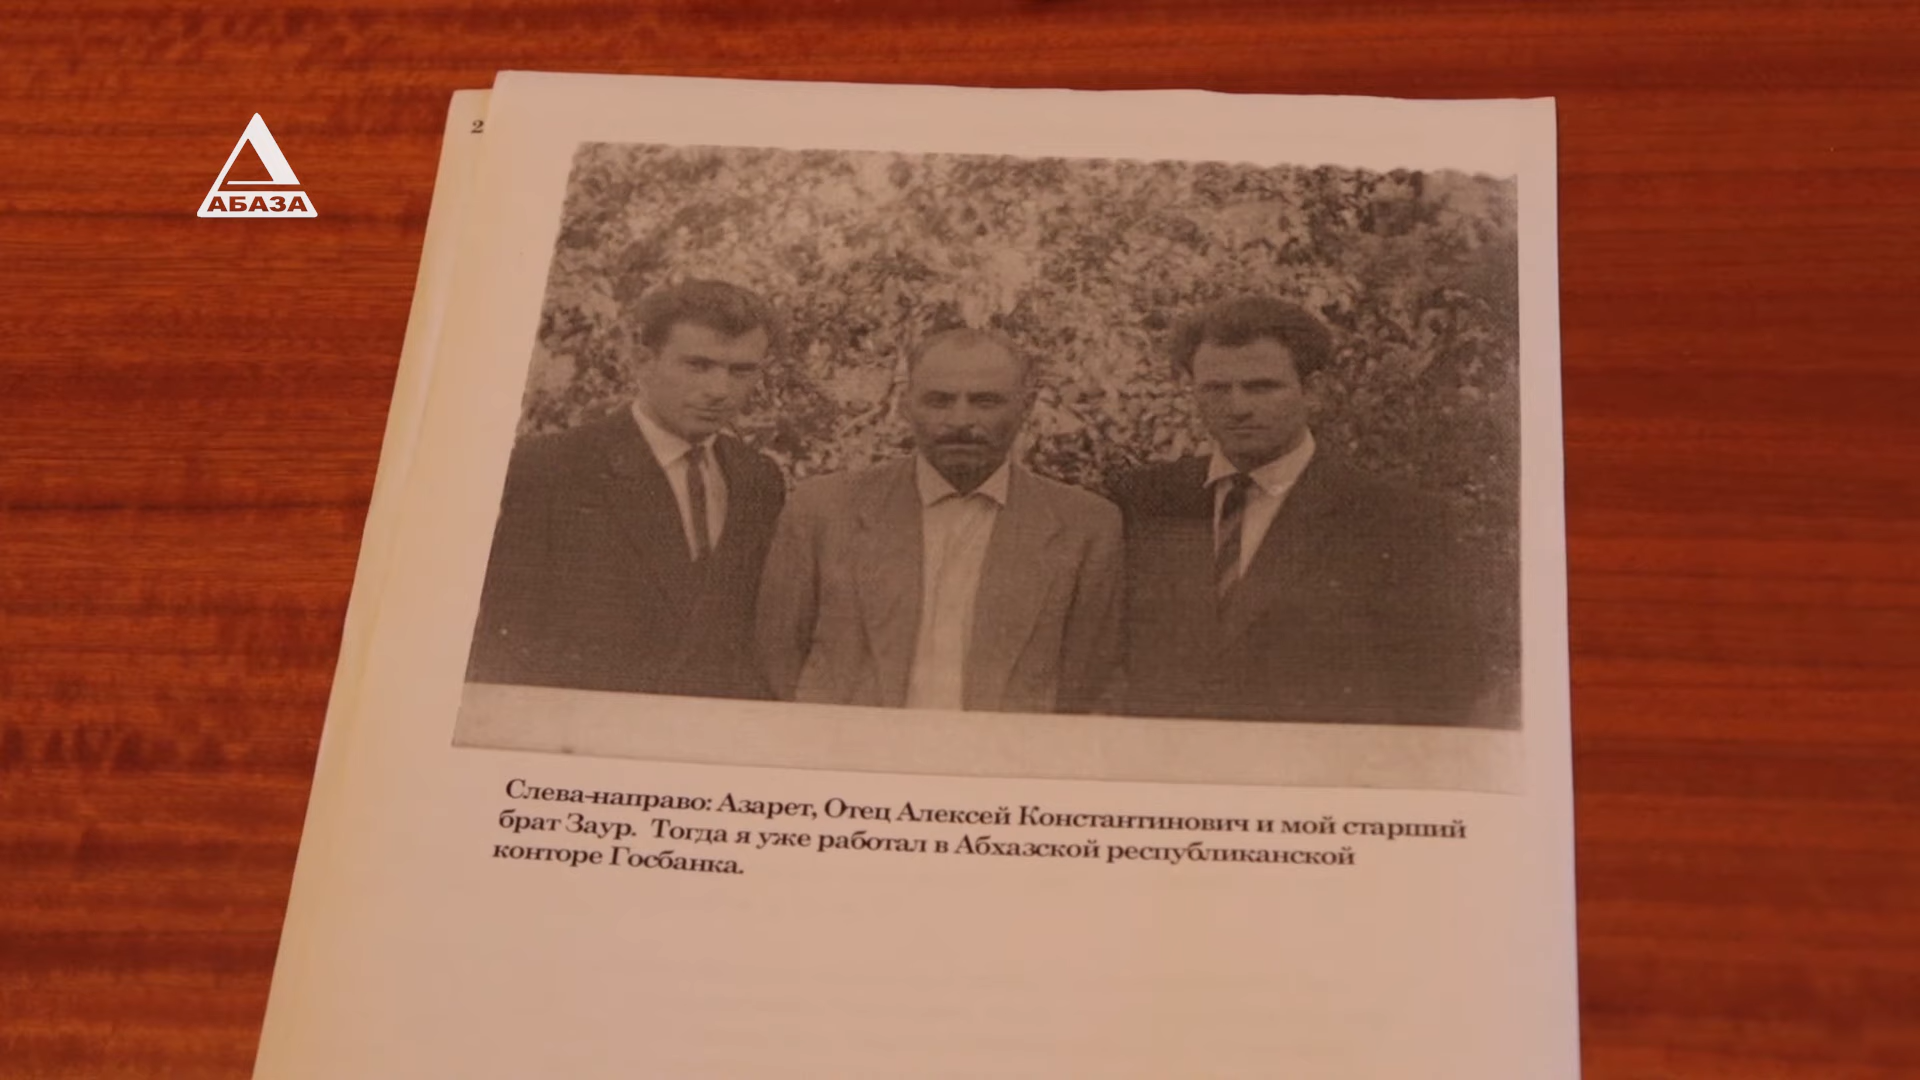 АБАЗА
2
Слева-направо: Азарет, Отец Алексей Константинович и мой старший
брат Заур. Тогда я уже работал в Абхазской республиканской
конторе Госбанка.